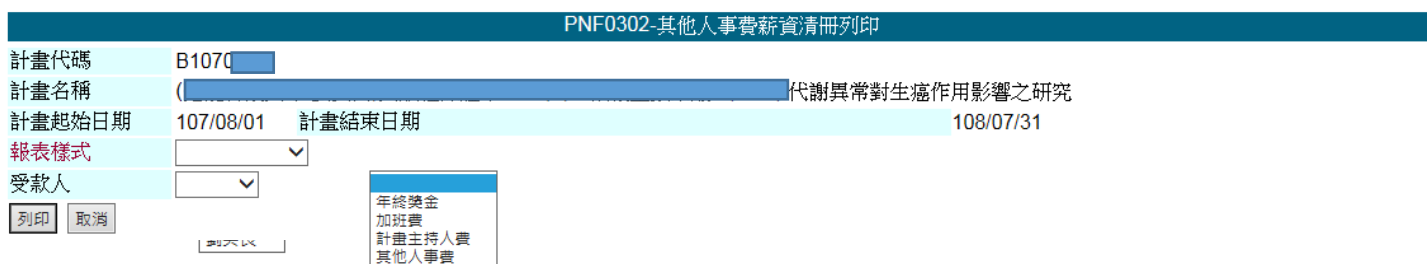 PNF0302-其他人事費薪資清冊列印
計畫代碼 B1070
計畫名稱 ( 代謝異常對生癌作用影響之研究
計畫起始日期 107/08/01 計畫結束日期 108/07/31
報表樣式
受款人
年終獎金
列印 取消 加班費
計畫主持人費
其他人事費